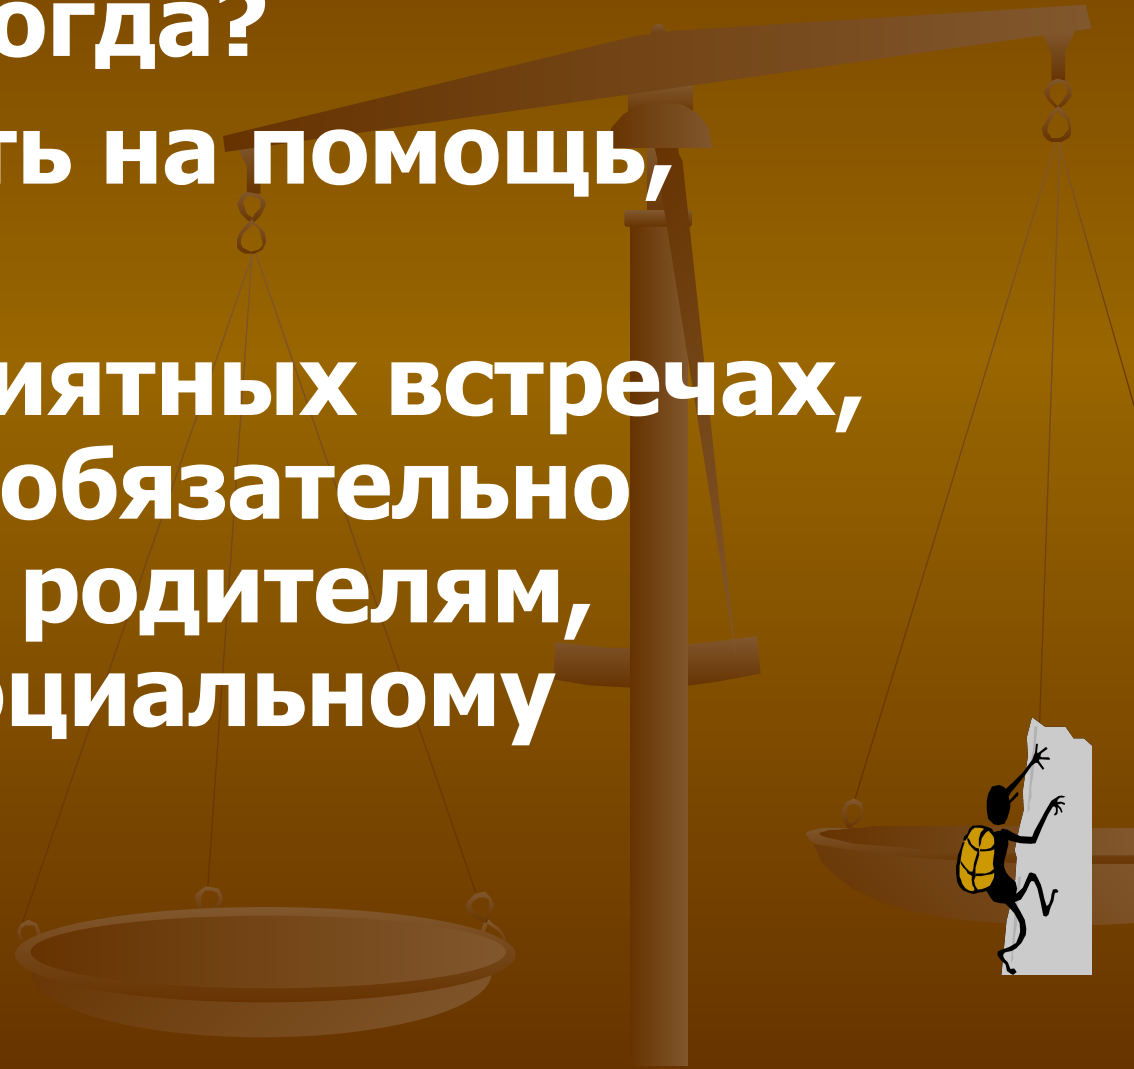 огда?
ть на помощь,
иятных встречах,
обязательно
родителям,
оциальному